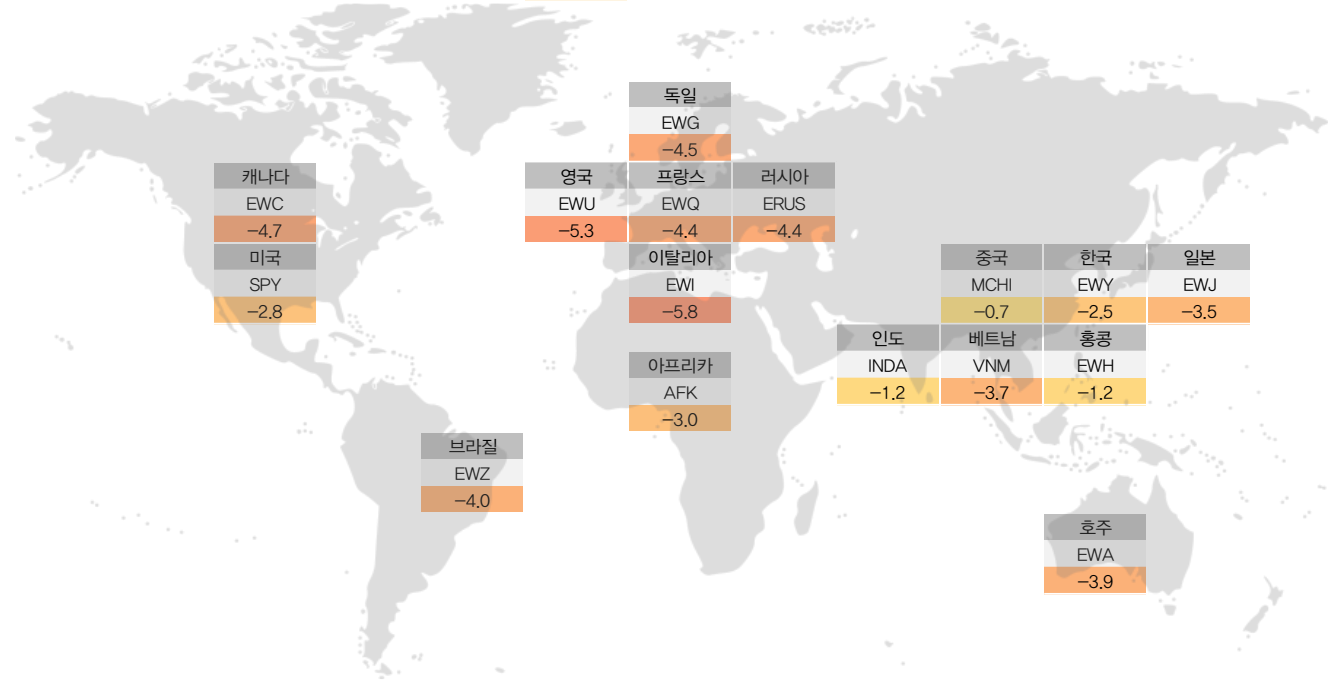 독일
EWG
-4.5
캐나다
EWC
-4.7
영국
EWU
-5.3
프랑스
EWQ
-4.4
러시아
ERUS
-4.4
미국
SPY
-2.8
이탈리아
EWI
-5.8
중국
MCHI
-0.7
한국
EWY
-2.5
일본
EWJ
-3.5
인도
INDA
-1.2
베트남
VNM
-3.7
홍콩
EWH
-1.2
아프리카
AFK
-3.0
브라질
EWZ
-4.0
호주
EWA
-3.9